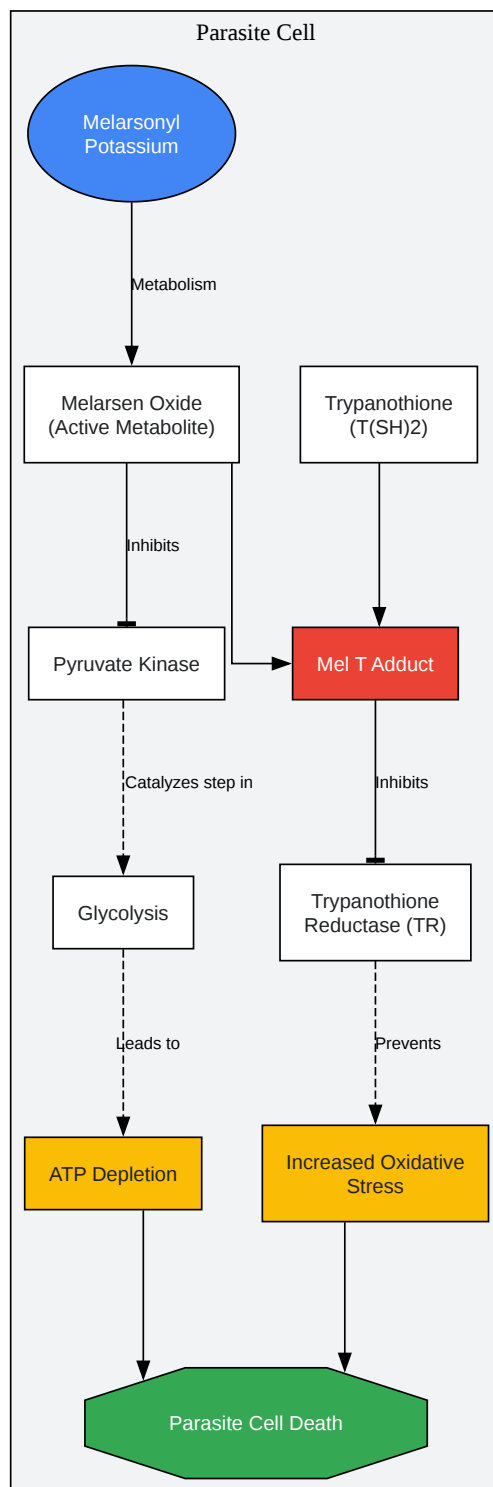 Parasite Cell
Melarsonyl
Potassium
Metabolism
Melarsen Oxide
(Active Metabolite)
Trypanothione
(T(SH)2)
Inhibits
Pyruvate Kinase
Mel T Adduct
Catalyzes step in
Inhibits
Glycolysis
Trypanothione
Reductase (TR)
Leads to
Prevents
ATP Depletion
Increased Oxidative
Stress
Parasite Cell Death